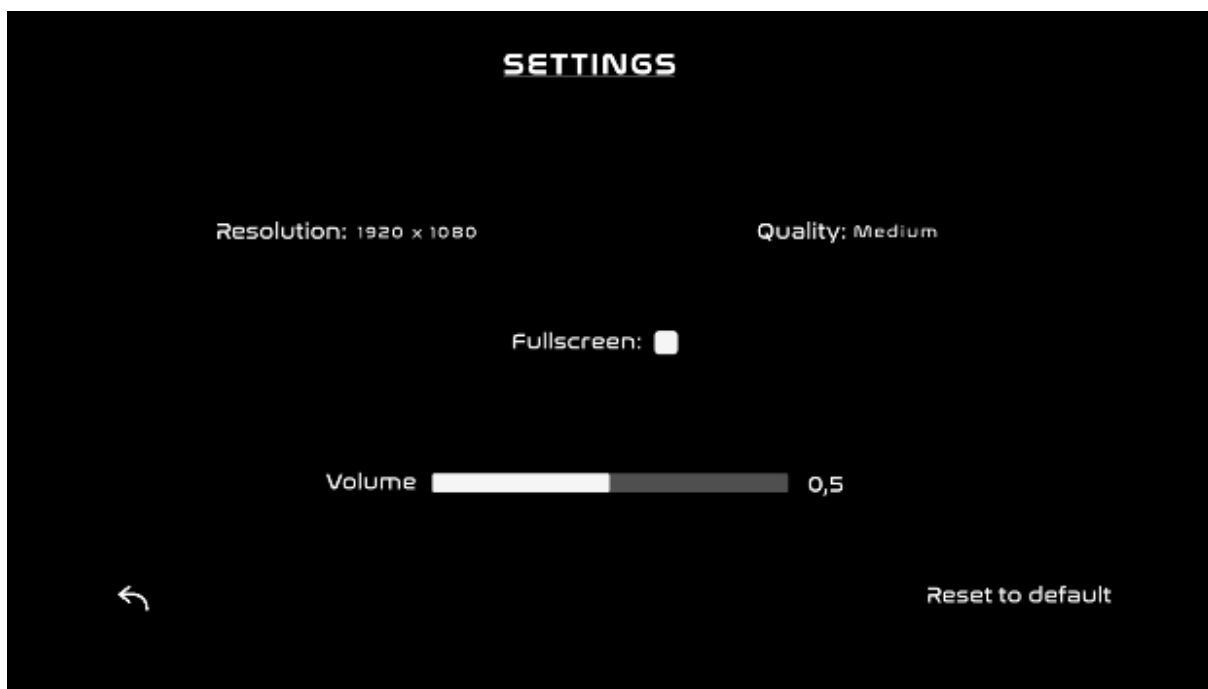 SETTINGS
Resolution: 1920 x 1080
Quality: Medium
Fullscreen:
Volume 0,5
Reset to default